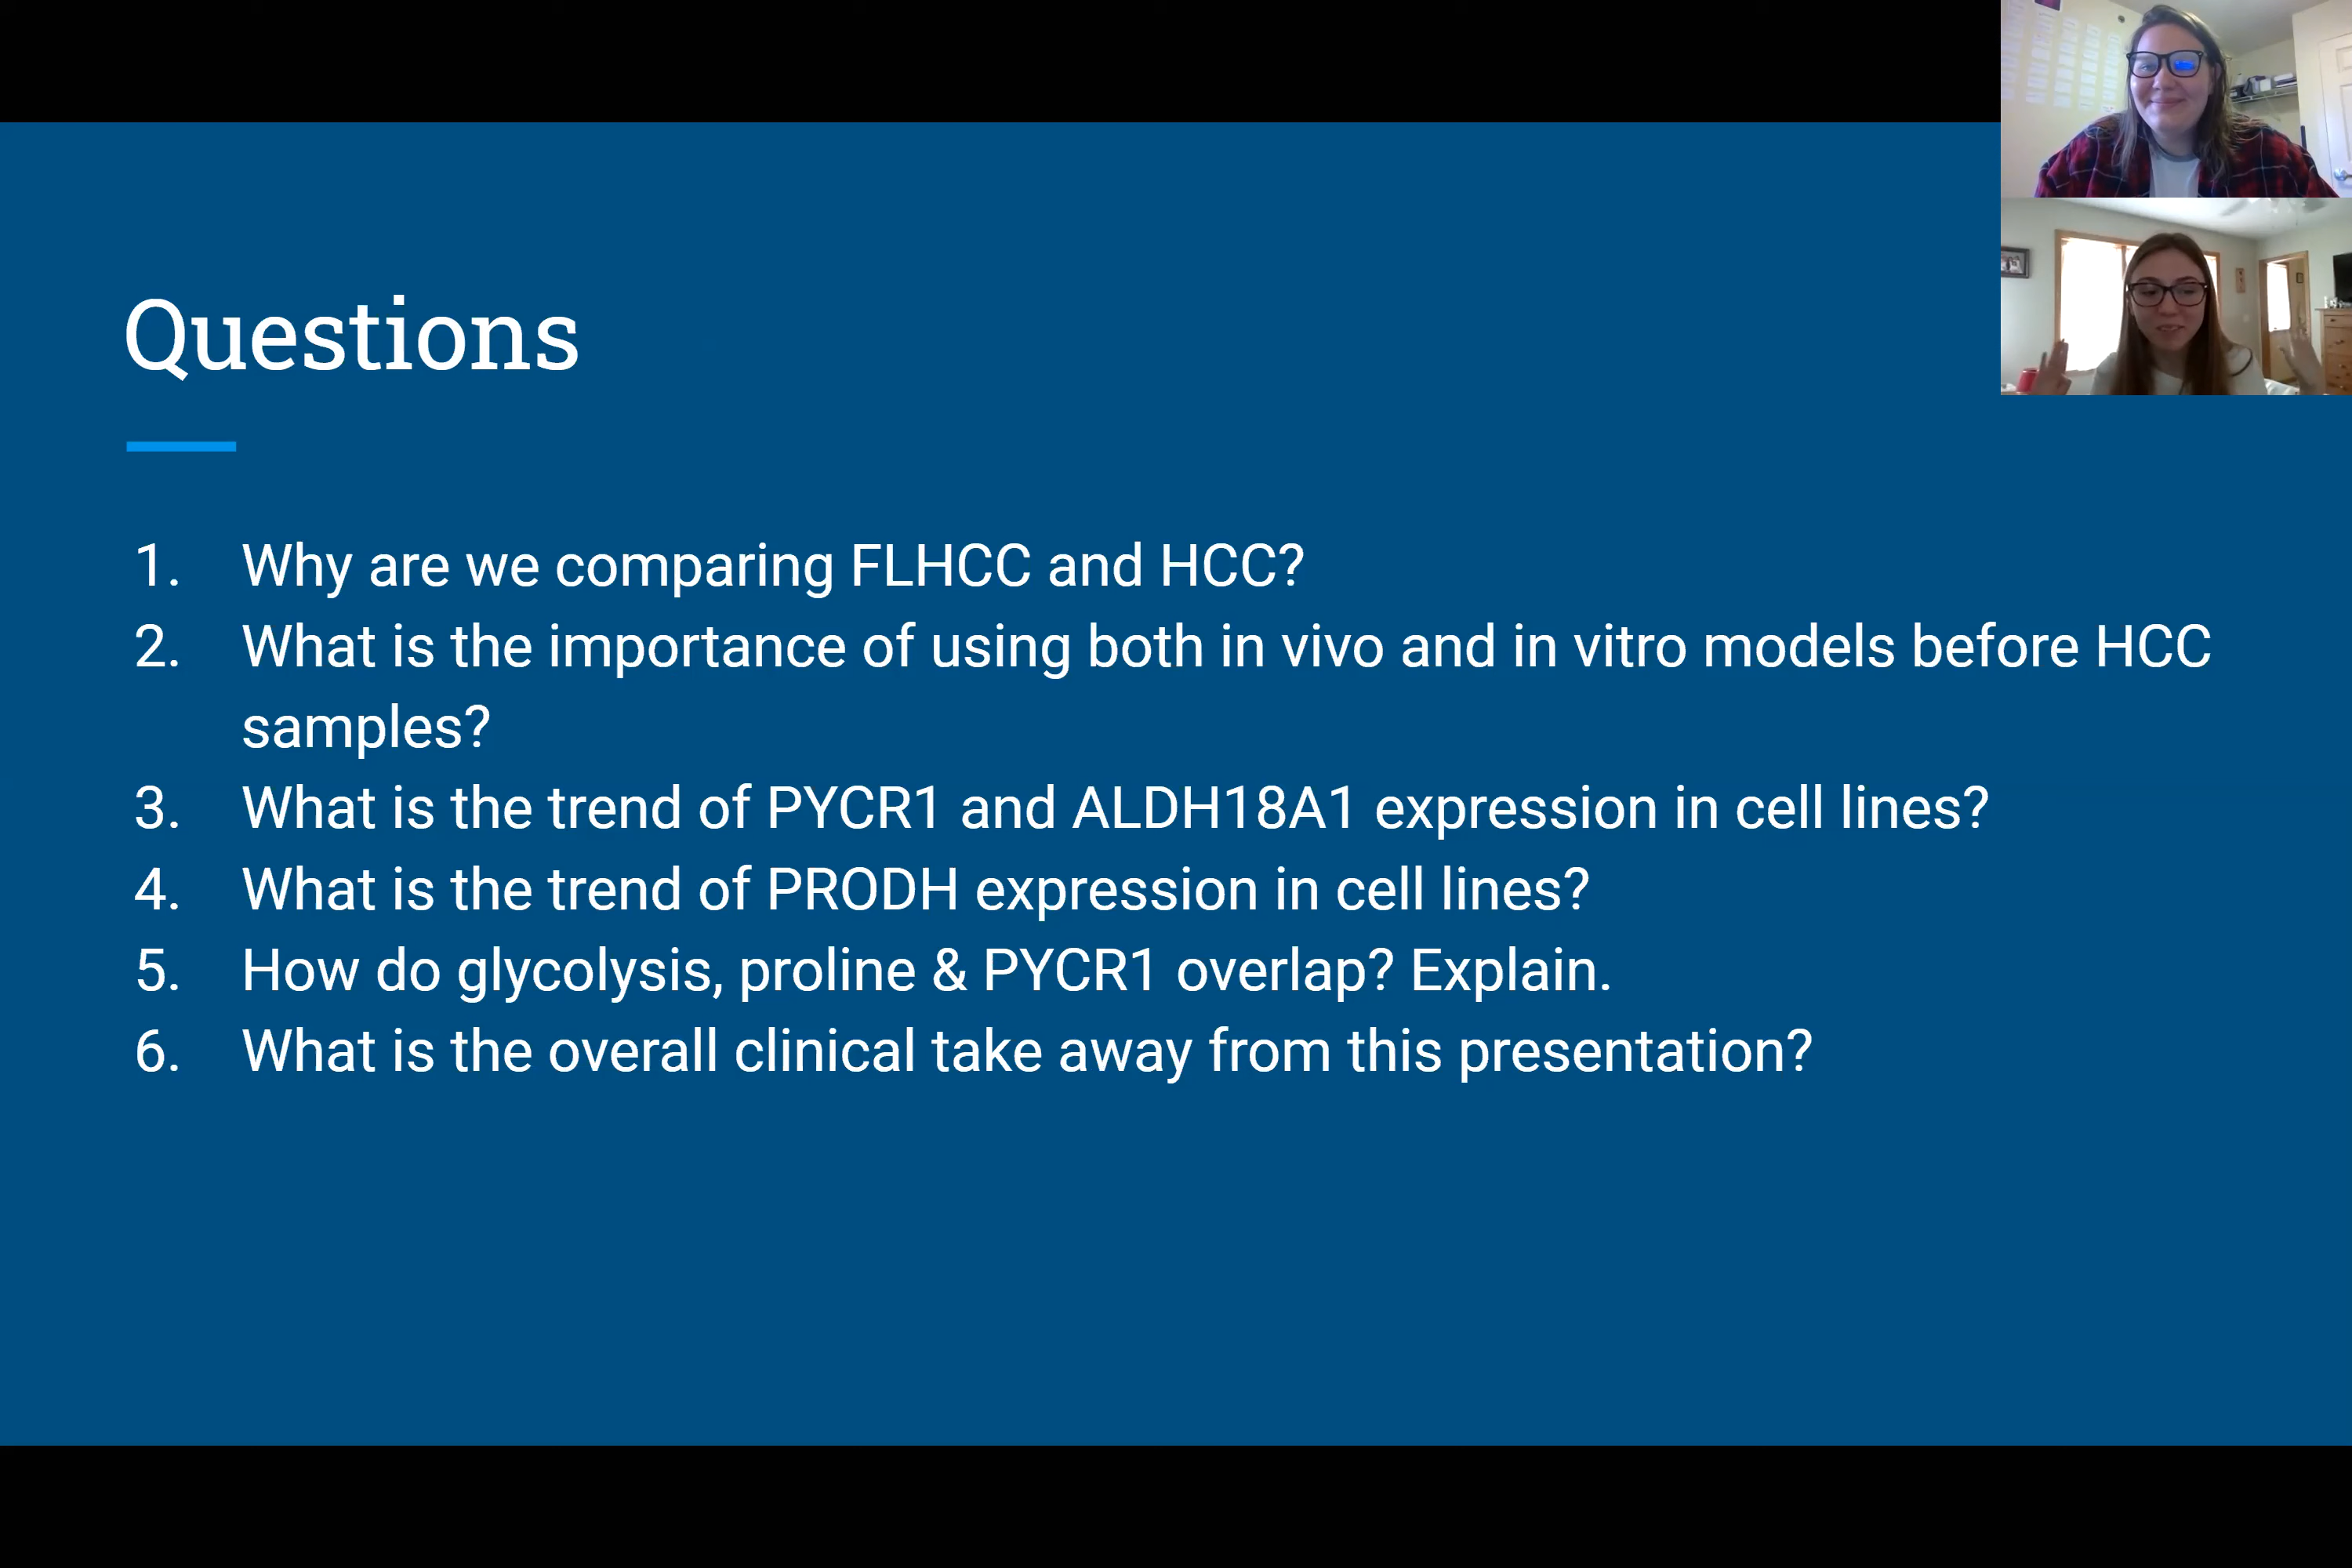 Questions
1. Why are we comparing FLHCC and HCC?
2. What is the importance of using both in vivo and in vitro models before HCC
samples?
3. What is the trend of PYCR1 and ALDH18A1 expression in cell lines?
4. What is the trend of PRODH expression in cell lines?
5. How do glycolysis, proline & PYCR1 overlap? Explain.
6. What is the overall clinical take away from this presentation?